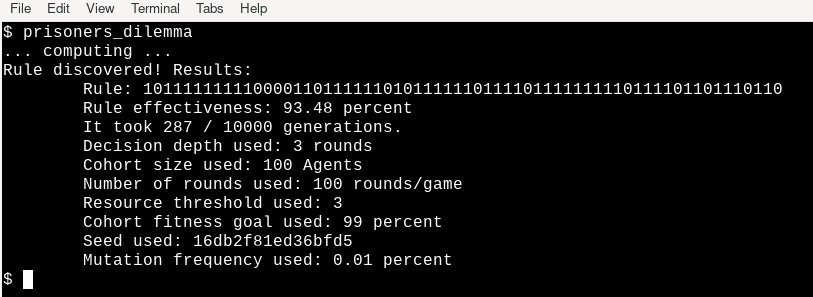 File Edit View Terminal Tabs Help
$ prisoners_dilemma
... computing ...
Rule discovered! Results:
Rule: 1011111111100001101111110101111110111101111111110111101101110110
Rule effectiveness: 93.48 percent
It took 287 / 10000 generations.
Decision depth used: 3 rounds
Cohort size used: 100 Agents
Number of rounds used: 100 rounds/game
Resource threshold used: 3
Cohort fitness goal used: 99 percent
Seed used: 16db2f81ed36bfd5
Mutation frequency used: 0.01 percent
$